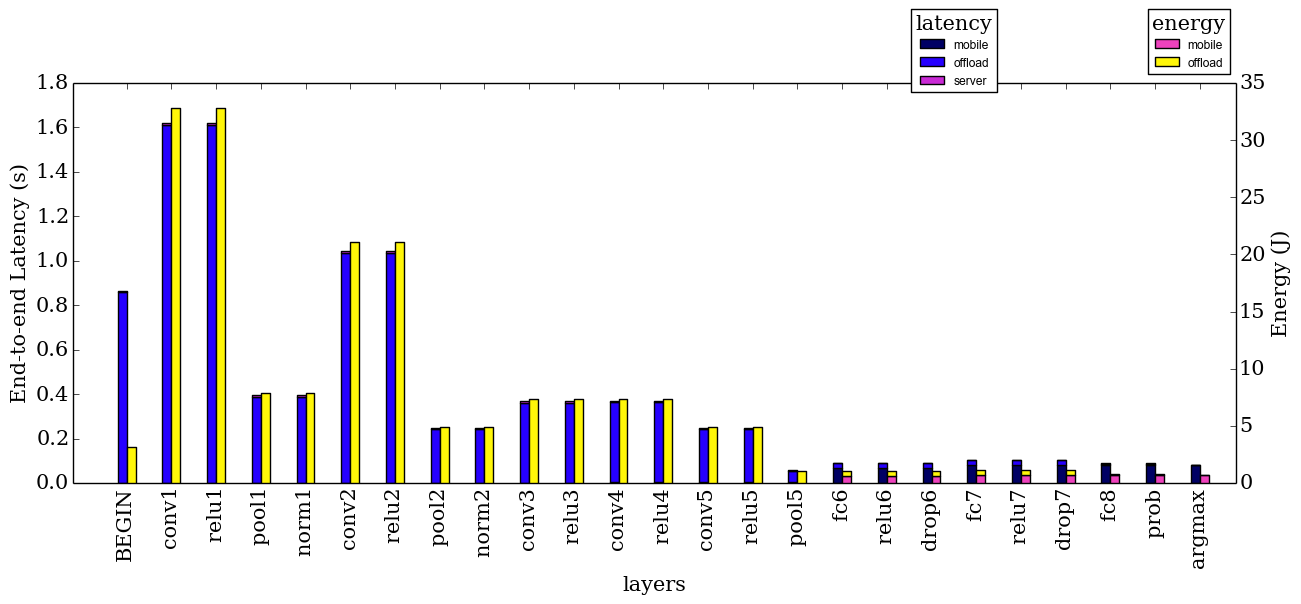 latency
mobile
offload
server
energy
mobile
offload
1.8
1.6
1.4
1.2
1.0
0.8
0.6
0.4
0.2
0.0
End-to-end Latency (s)
35
30
25
20
15
10
5
0
Energy (J)
BEGIN
conv1
relu1
pool1
norm1
conv2
relu2
pool2
norm2
conv3
relu3
conv4
relu4
conv5
relu5
pool5
fc6
relu6
drop6
fc7
relu7
drop7
fc8
prob
argmax
layers